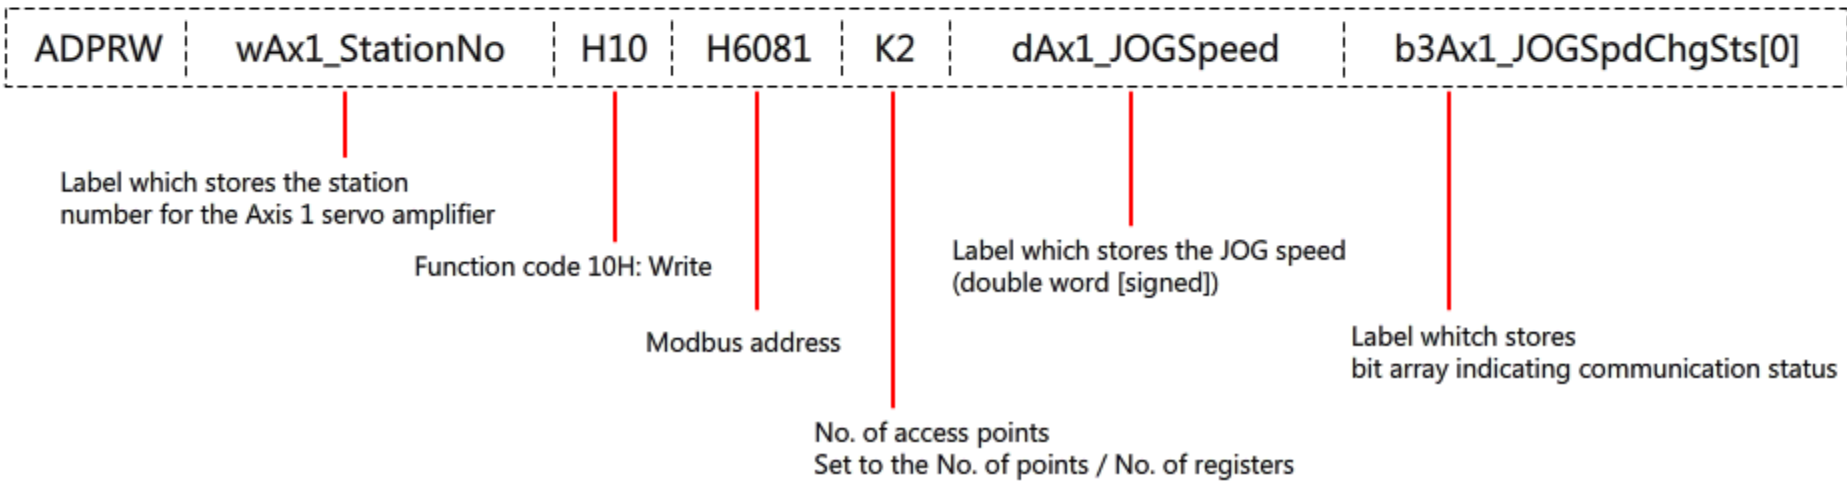 ADPRW wAx1_StationNo H10 H6081 K2 dAx1_JOGSpeed b3Ax1_JOGSpdChgSts[0]
Label which stores the station
number for the Axis 1 servo amplifier
Function code 10H: Write
Label which stores the JOG speed
(double word [signed])
Modbus address
Label whitch stores
bit array indicating communication status
No. of access points
Set to the No. of points / No. of registers